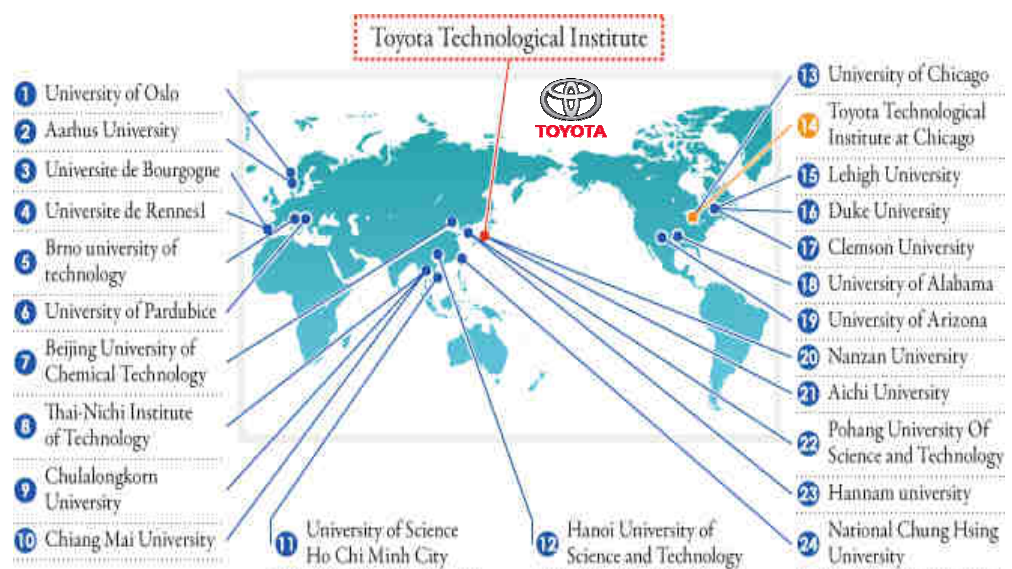 Toyota Technological Institute
TOYOTA
1 University of Oslo
2 Aarhus University
3 Universite de Bourgogne
4 Universite de Rennes1
5 Brno university of
technology
6 University of Pardubice
7 Beijing University of
Chemical Technology
8 Thai-Nichi Institute
of Technology
9 Chulalongkorn
University
10 Chiang Mai University
11 University of Science
Ho Chi Minh City
12 Hanoi University of
Science and Technology
13 University of Chicago
14 Toyota Technological
Institute at Chicago
15 Lehigh University
16 Duke University
17 Clemson University
18 University of Alabama
19 University of Arizona
20 Nanzan University
21 Aichi University
22 Pohang University Of
Science and Technology
23 Hannam university
24 National Chung Hsing
University